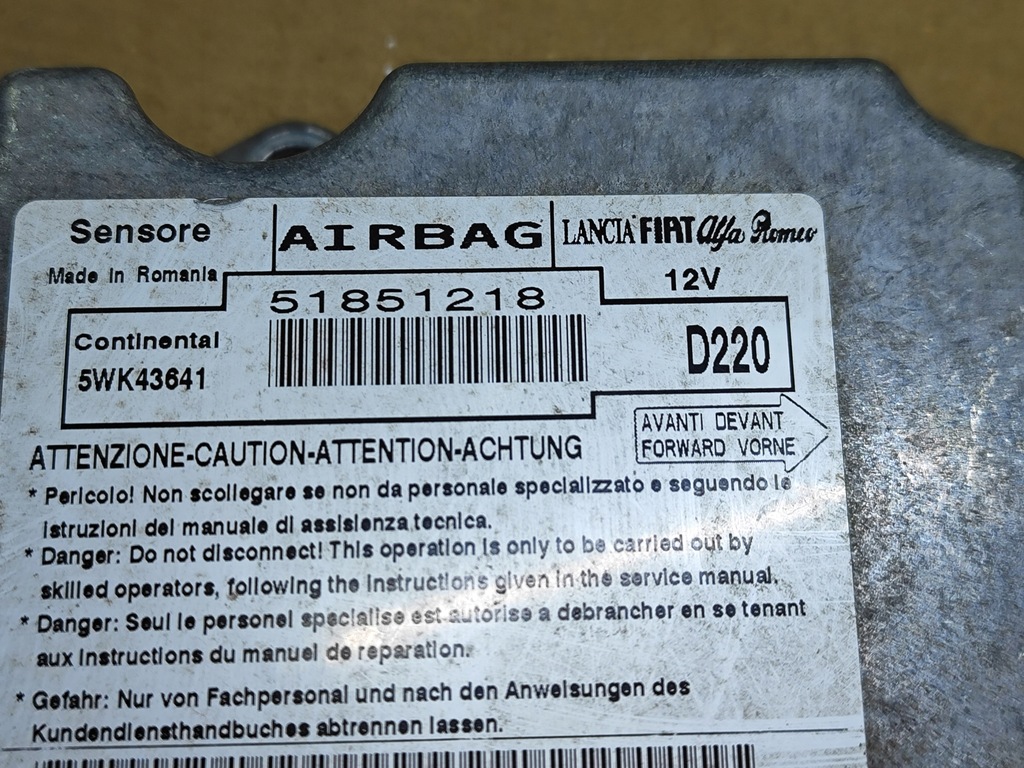 Sensore
AIRBAG
LANCIA FIAT Alfa Romeo
Made In Romania
12V
51851218
Continental
5WK43641
D220
AVANTI DEVANT
FORWARD VORNE
ATTENZIONE-CAUTION-ATTENTION-ACHTUNG
* Pericolo! Non scollegare se non da personale specializzato e seguendo le
istruzioni del manuale di assistenza tecnica.
* Danger: Do not disconnect! This operation is only to be carried out by
skilled operators, following the instructions given in the service manual.
* Danger: Seul le personel specialise est autorise a debrancher en se tenant
aux instructions du manuel de reparation.
* Gefahr: Nur von Fachpersonal und nach den Anweisungen des
Kundendiensthandbuches abtrennen lassen.